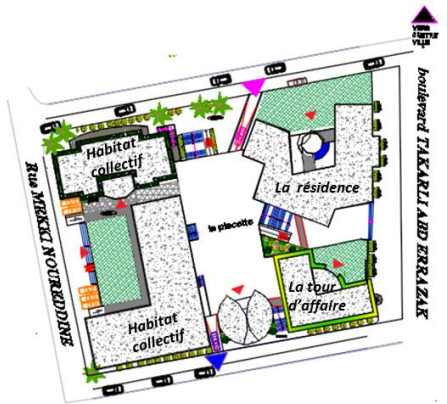 VERS
CENTRE
VILLE
boulevard TAKARLI ABD ERRAZAK
Habitat
collectif
La résidence
Rue MEKKI NOUREDDINE
la placette
La tour
d'affaire
Habitat
collectif